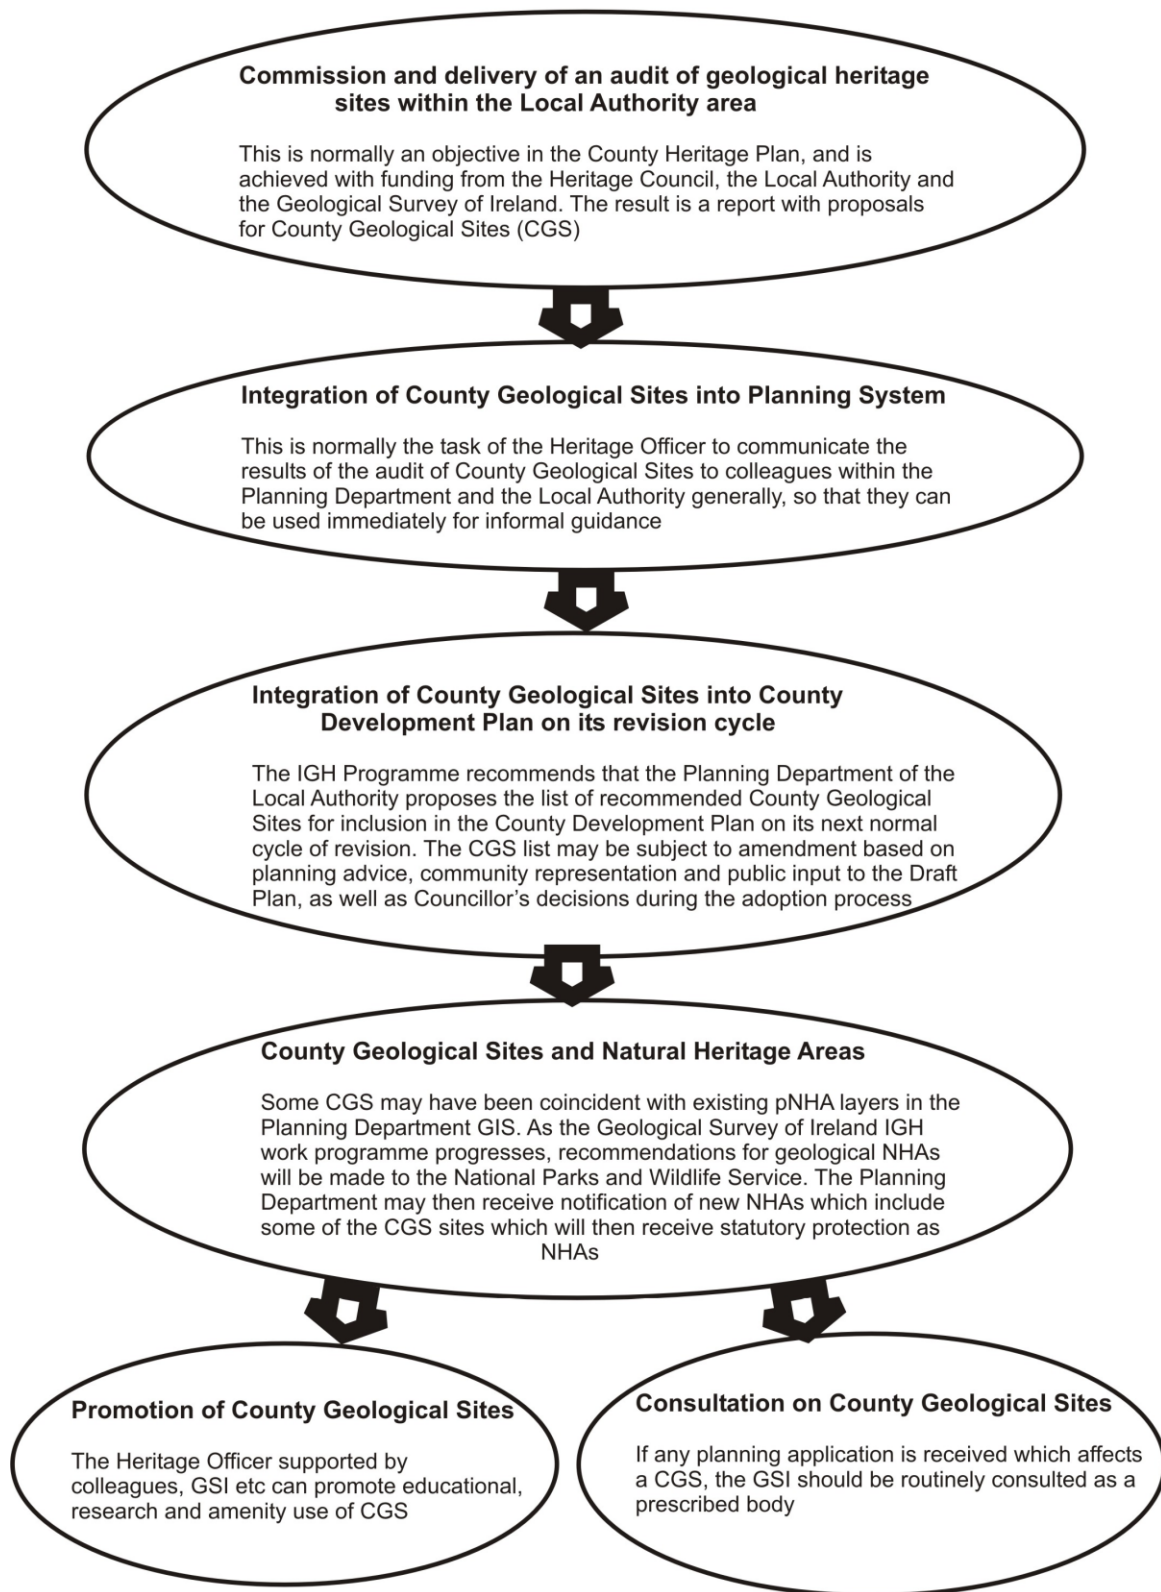 Commission and delivery of an audit of geological heritage
sites within the Local Authority area
This is normally an objective in the County Heritage Plan, and is
achieved with funding from the Heritage Council, the Local Authority and
the Geological Survey of Ireland. The result is a report with proposals
for County Geological Sites (CGS)
Integration of County Geological Sites into Planning System
This is normally the task of the Heritage Officer to communicate the
results of the audit of County Geological Sites to colleagues within the
Planning Department and the Local Authority generally, so that they can
be used immediately for informal guidance
Integration of County Geological Sites into County
Development Plan on its revision cycle
The IGH Programme recommends that the Planning Department of the
Local Authority proposes the list of recommended County Geological
Sites for inclusion in the County Development Plan on its next normal
cycle of revision. The CGS list may be subject to amendment based on
planning advice, community representation and public input to the Draft
Plan, as well as Councillor's decisions during the adoption process
County Geological Sites and Natural Heritage Areas
Some CGS may have been coincident with existing pNHA layers in the
Planning Department GIS. As the Geological Survey of Ireland IGH
work programme progresses, recommendations for geological NHAs
will be made to the National Parks and Wildlife Service. The Planning
Department may then receive notification of new NHAs which include
some of the CGS sites which will then receive statutory protection as
NHAs
Promotion of County Geological Sites
The Heritage Officer supported by
colleagues, GSI etc can promote educational,
research and amenity use of CGS
Consultation on County Geological Sites
If any planning application is received which affects
a CGS, the GSI should be routinely consulted as a
prescribed body